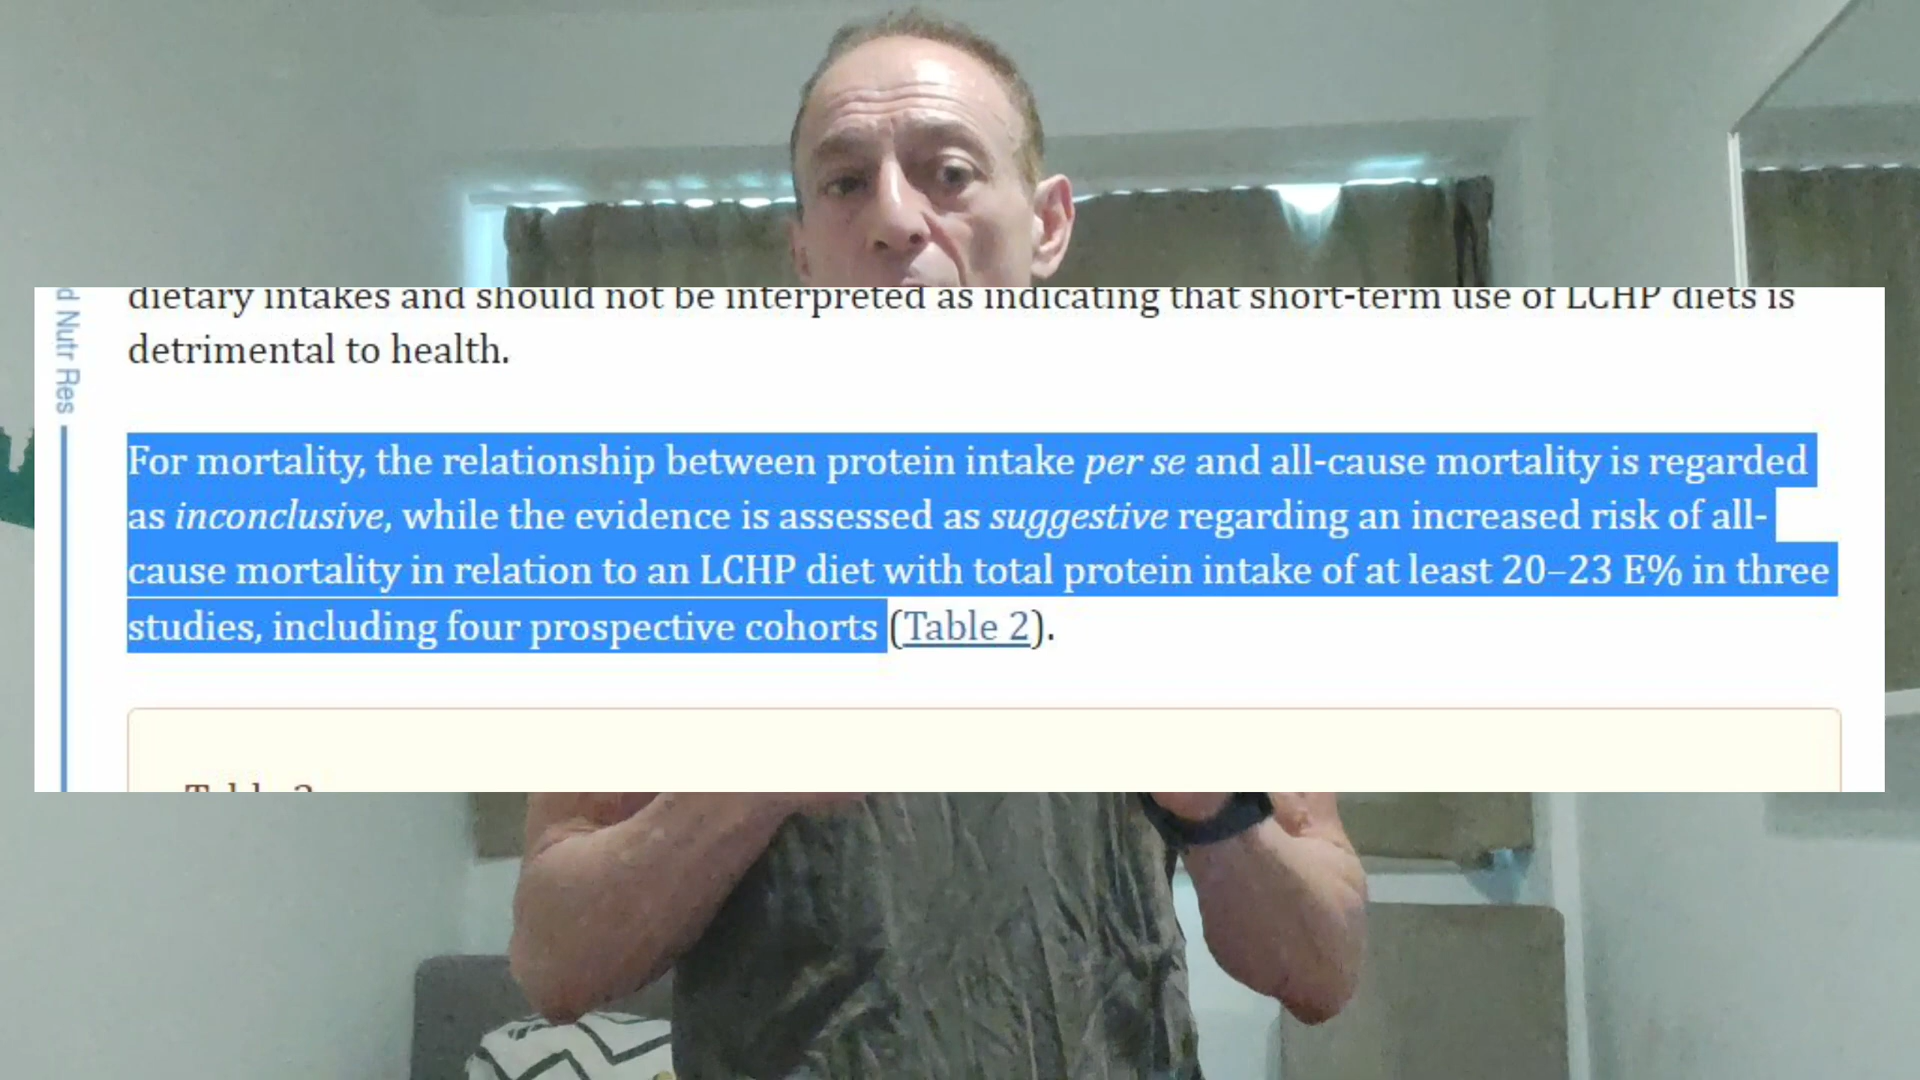 dietary intakes and should not be interpreted as indicating that short-term use of LCHP diets is
detrimental to health.
d Nutr Res
For mortality, the relationship between protein intake per se and all-cause mortality is regarded
as inconclusive, while the evidence is assessed as suggestive regarding an increased risk of all-
cause mortality in relation to an LCHP diet with total protein intake of at least 20–23 E% in three
studies, including four prospective cohorts (Table 2).
Table 2